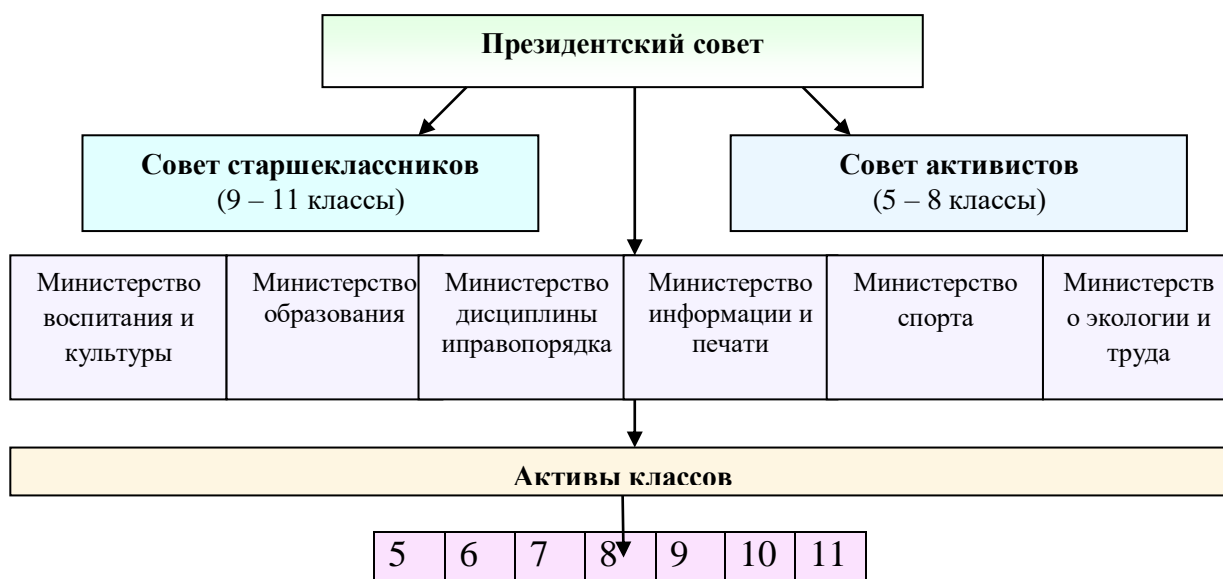 Президентский совет
Совет старшеклассников
(9 – 11 классы)
Совет активистов
(5 – 8 классы)
Министерство
воспитания и
культуры
Министерство
образования
Министерство
дисциплины
иправопорядка
Министерство
информации и
печати
Министерство
спорта
Министерств
о экологии и
труда
Активы классов
5 6 7 8 9 10 11